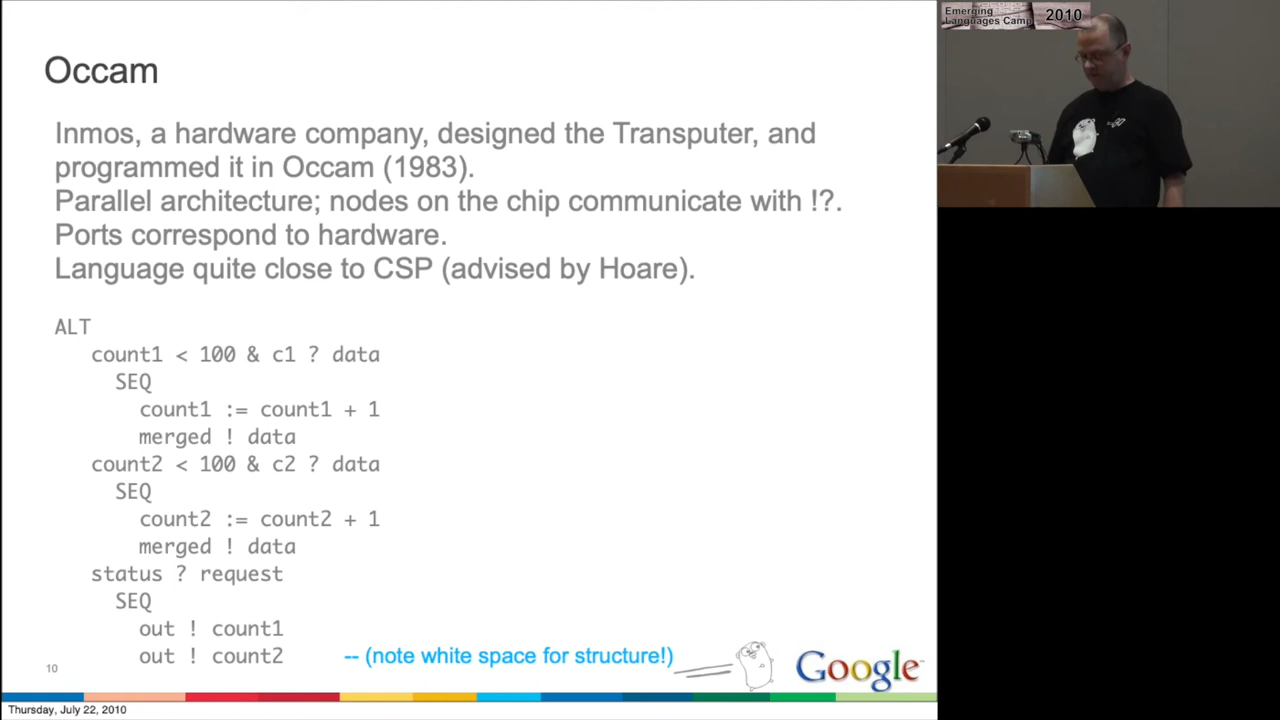 Occam
Inmos, a hardware company, designed the Transputer, and
programmed it in Occam (1983).
Parallel architecture; nodes on the chip communicate with !?.
Ports correspond to hardware.
Language quite close to CSP (advised by Hoare).
ALT
count1 < 100 & c1 ? data
SEQ
count1 := count1 + 1
merged ! data
count2 < 100 & c2 ? data
SEQ
count2 := count2 + 1
merged ! data
status ? request
SEQ
out ! count1
out ! count2 -- (note white space for structure!)
10
Google
Thursday, July 22, 2010
Emerging
Languages Camp 2010